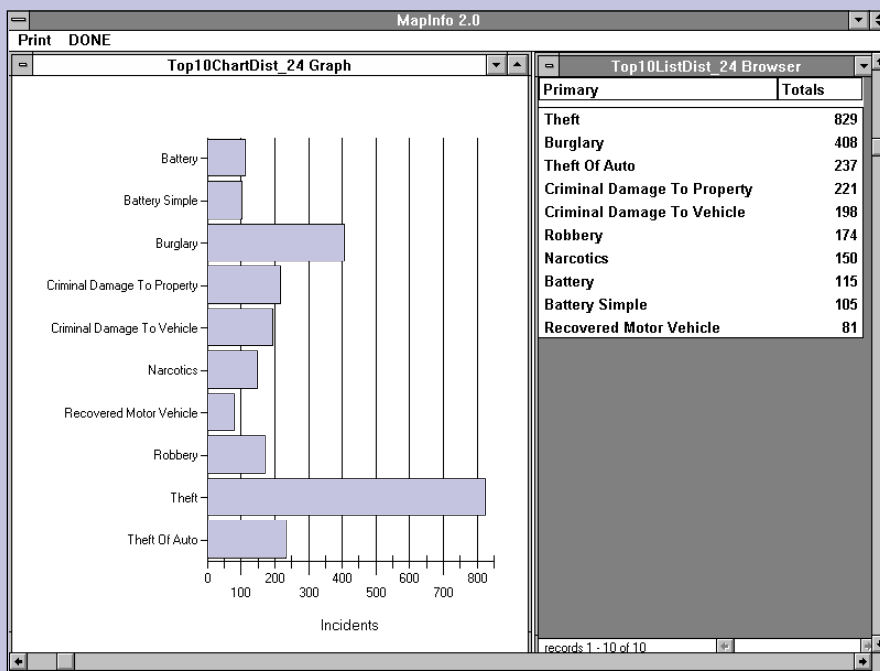 MapInfo 2.0
Print DONE
Top10ChartDist_24 Graph
Battery
Battery Simple
Burglary
Criminal Damage To Property
Criminal Damage To Vehicle
Narcotics
Recovered Motor Vehicle
Robbery
Theft
Theft Of Auto
0 200 400 600 800
100 300 500 700
Incidents
Top10ListDist_24 Browser
Primary Totals
Theft 829
Burglary 408
Theft Of Auto 237
Criminal Damage To Property 221
Criminal Damage To Vehicle 198
Robbery 174
Narcotics 150
Battery 115
Battery Simple 105
Recovered Motor Vehicle 81
records 1 - 10 of 10